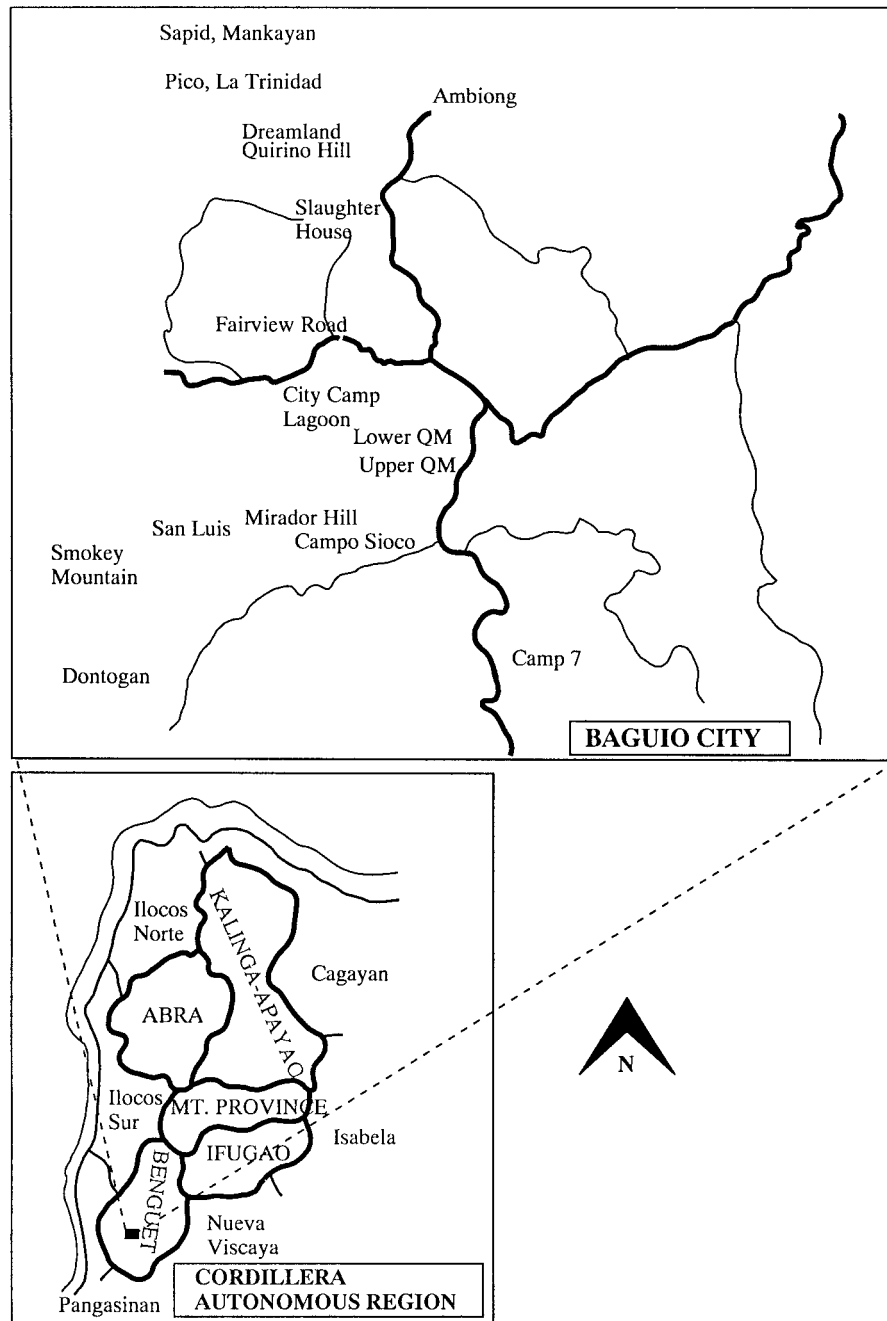 Sapid, Mankayan
Pico, La Trinidad
Ambiong
Dreamland
Quirino Hill
Slaughter
House
Fairview Road
City Camp
Lagoon
Lower QM
Upper QM
Mirador Hill
San Luis
Campo Sioco
Smokey
Mountain
Camp 7
Dontogan
BAGUIO CITY
Ilocos
Norte
KALINGA-APAYAO
Cagayan
ABRA
N
Ilocos
Sur
MT. PROVINCE
Isabela
IFUGAO
BENGUET
Nueva
Viscaya
CORDILLERA
AUTONOMOUS REGION
Pangasinan